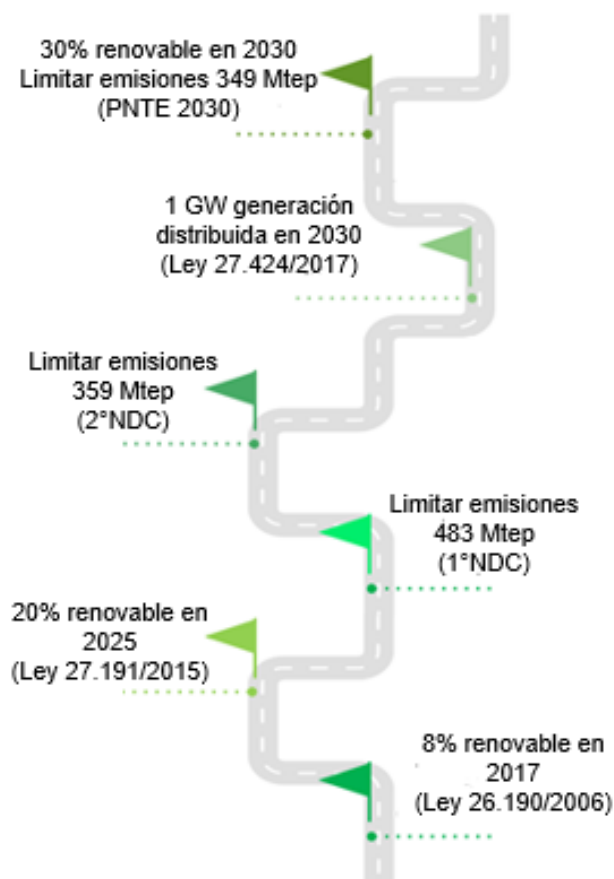 30% renovable en 2030
Limitar emisiones 349 Mtep
(PNTE 2030)
1 GW generación
distribuida en 2030
(Ley 27.424/2017)
Limitar emisiones
359 Mtep
(2°NDC)
Limitar emisiones
483 Mtep
(1°NDC)
20% renovable en
2025
(Ley 27.191/2015)
8% renovable en
2017
(Ley 26.190/2006)